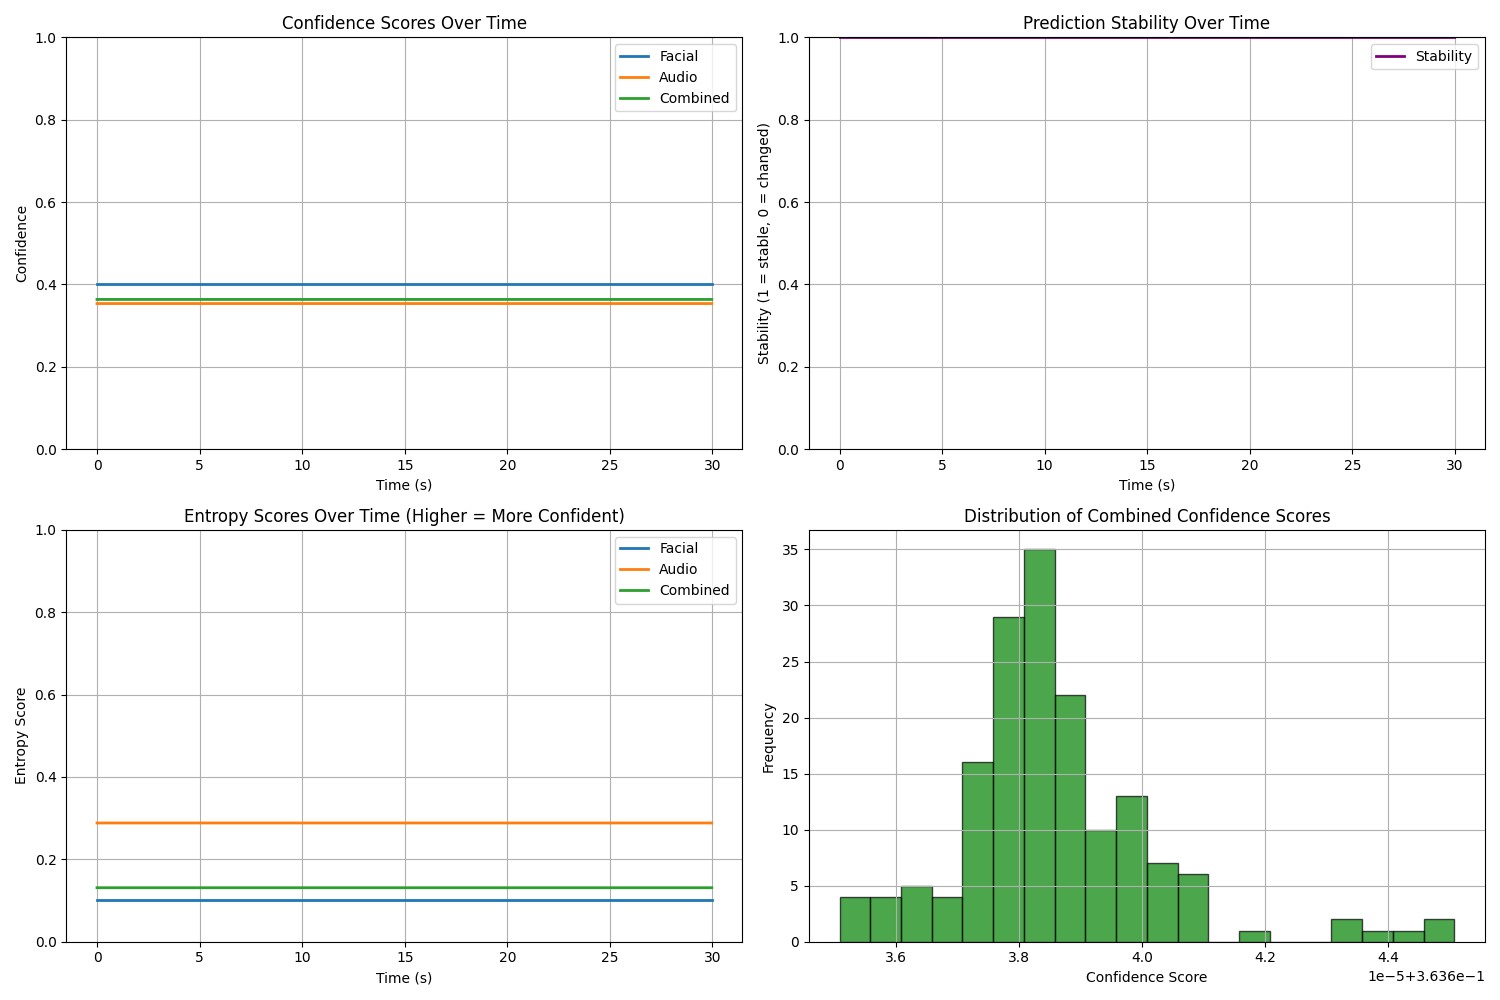 Confidence Scores Over Time
Confidence
1.0
0.8
0.6
0.4
0.2
0.0
Facial
Audio
Combined
0 5 10 15 20 25 30
Time (s)
Prediction Stability Over Time
Stability (1 = stable, 0 = changed)
1.0
0.8
0.6
0.4
0.2
0.0
Stability
0 5 10 15 20 25 30
Time (s)
Entropy Scores Over Time (Higher = More Confident)
Entropy Score
1.0
0.8
0.6
0.4
0.2
0.0
Facial
Audio
Combined
0 5 10 15 20 25 30
Time (s)
Distribution of Combined Confidence Scores
Frequency
35
30
25
20
15
10
5
0
3.6 3.8 4.0 4.2 4.4
Confidence Score
1e−5+3.636e−1